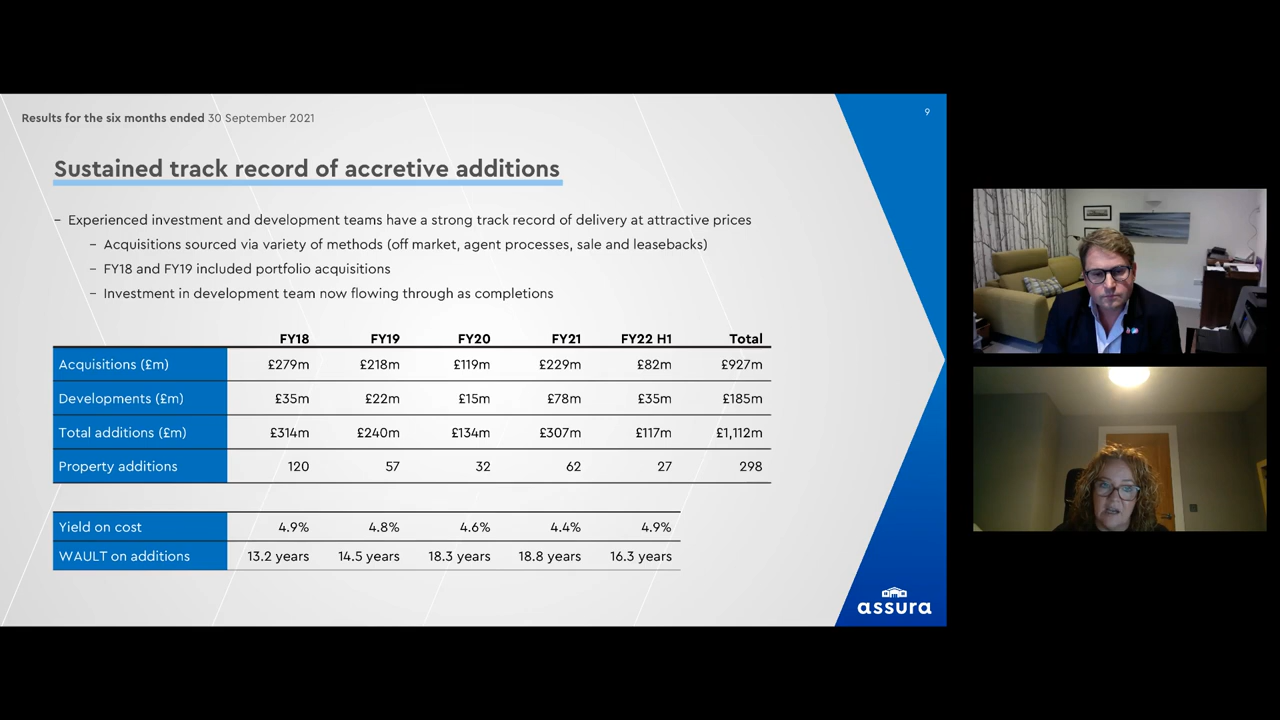 Results for the six months ended 30 September 2021
9
Sustained track record of accretive additions
– Experienced investment and development teams have a strong track record of delivery at attractive prices
– Acquisitions sourced via variety of methods (off market, agent processes, sale and leasebacks)
– FY18 and FY19 included portfolio acquisitions
– Investment in development team now flowing through as completions
FY18 FY19 FY20 FY21 FY22 H1 Total
Acquisitions (£m) £279m £218m £119m £229m £82m £927m
Developments (£m) £35m £22m £15m £78m £35m £185m
Total additions (£m) £314m £240m £134m £307m £117m £1,112m
Property additions 120 57 32 62 27 298
Yield on cost 4.9% 4.8% 4.6% 4.4% 4.9%
WAULT on additions 13.2 years 14.5 years 18.3 years 18.8 years 16.3 years
assura